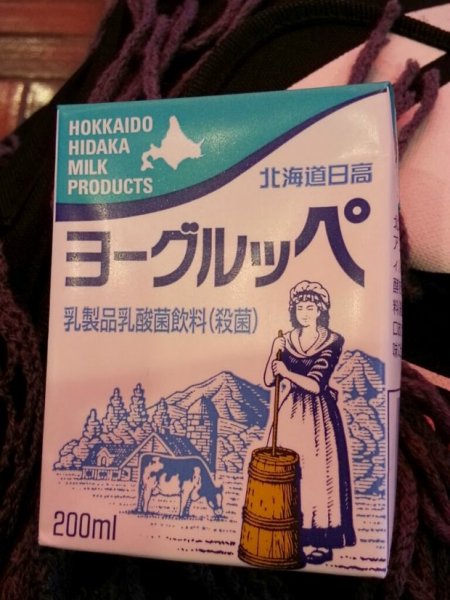 HOKKAIDO
HIDAKA
MILK
PRODUCTS
北海道日高
ヨーグルッペ
乳製品乳酸菌飲料(殺菌)
200ml